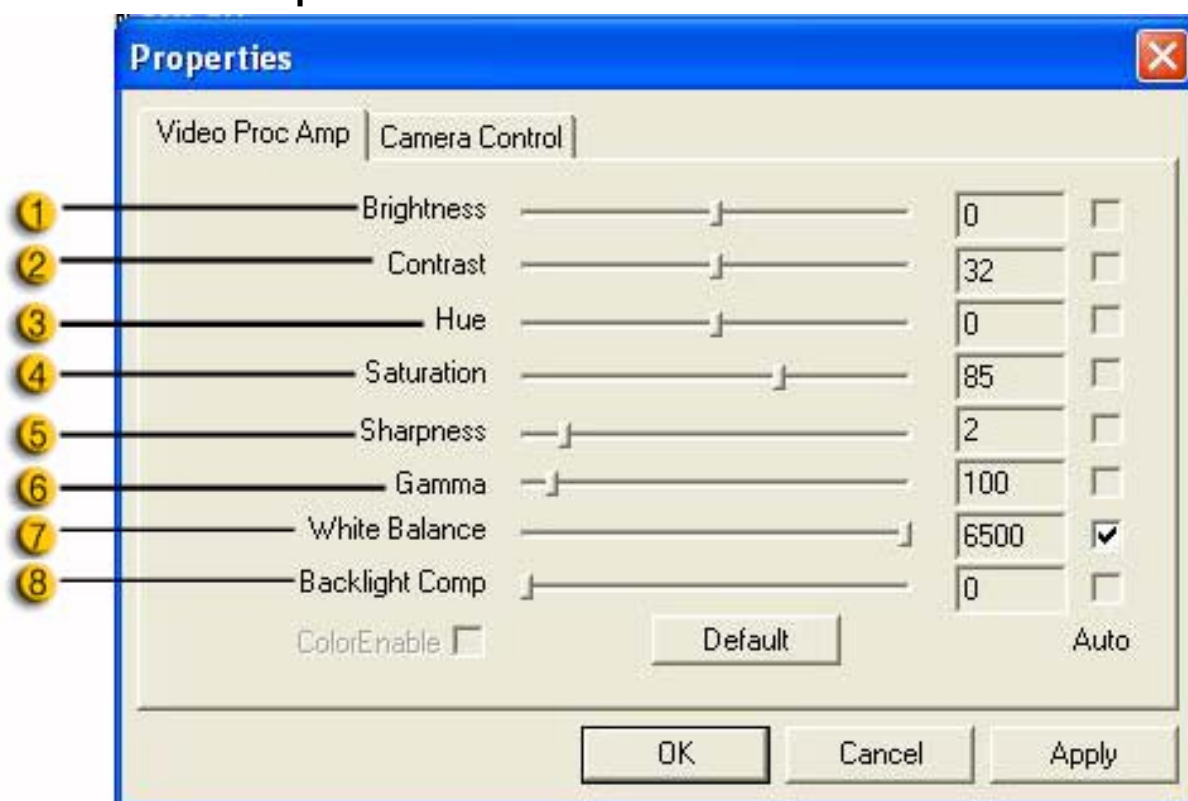 Properties
Video Proc Amp Camera Control
1 Brightness 0
2 Contrast 32
3 Hue 0
4 Saturation 85
5 Sharpness 2
6 Gamma 100
7 White Balance 6500
8 Backlight Comp 0
ColorEnable Default Auto
OK Cancel Apply